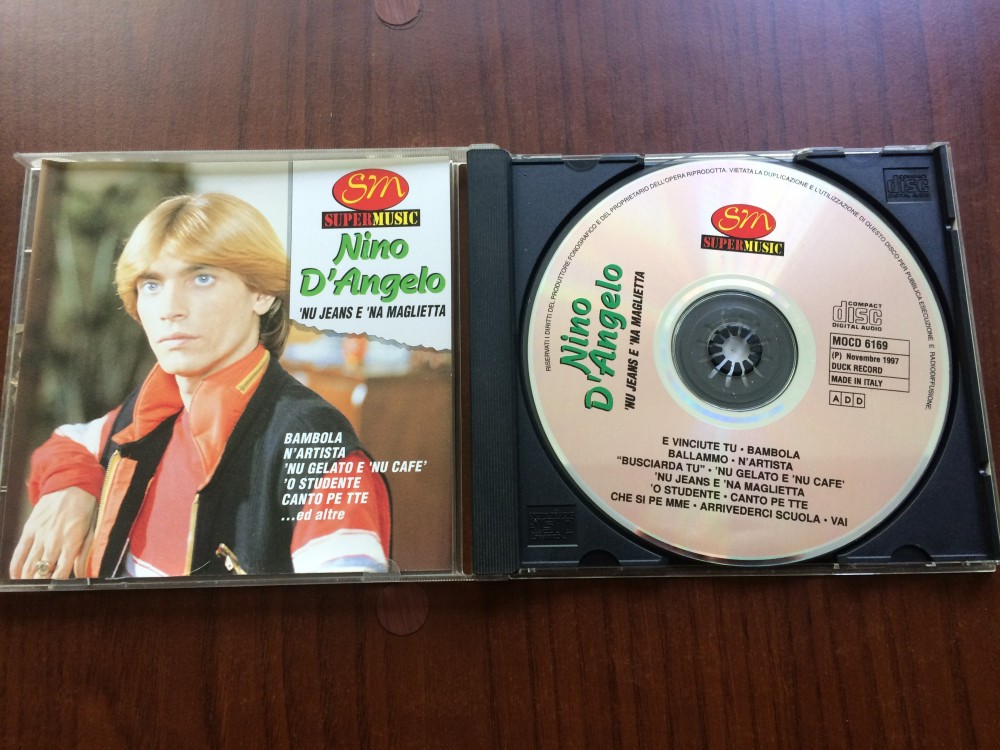 SM
SUPERMUSIC
Nino
D'Angelo
'NU JEANS E 'NA MAGLIETTA
BAMBOLA
N'ARTISTA
'NU GELATO E 'NU CAFE'
'O STUDENTE
CANTO PE TTE
...ed altre
RISERVATI I DIRITTI DEL PRODUTTORE FONOGRAFICO E DEL PROPRIETARIO DELL'OPERA RIPRODOTTA. VIETATA LA DUPLICAZIONE E L'UTILIZZAZIONE DI QUESTO DISCO PER PUBBLICA ESECUZIONE E RADIODIFFUSIONE.
SM
SUPERMUSIC
Nino
D'Angelo
'NU JEANS E 'NA MAGLIETTA
COMPACT
disc
DIGITAL AUDIO
MOCD 6169
(P) Novembre 1997
DUCK RECORD
MADE IN ITALY
ADD
E VINCIUTE TU • BAMBOLA
BALLAMMO • N'ARTISTA
"BUSCIARDA TU" • 'NU GELATO E 'NU CAFE'
'NU JEANS E 'NA MAGLIETTA
'O STUDENTE • CANTO PE TTE
CHE SI PE MME • ARRIVEDERCI SCUOLA • VAI
COMPACT
disc